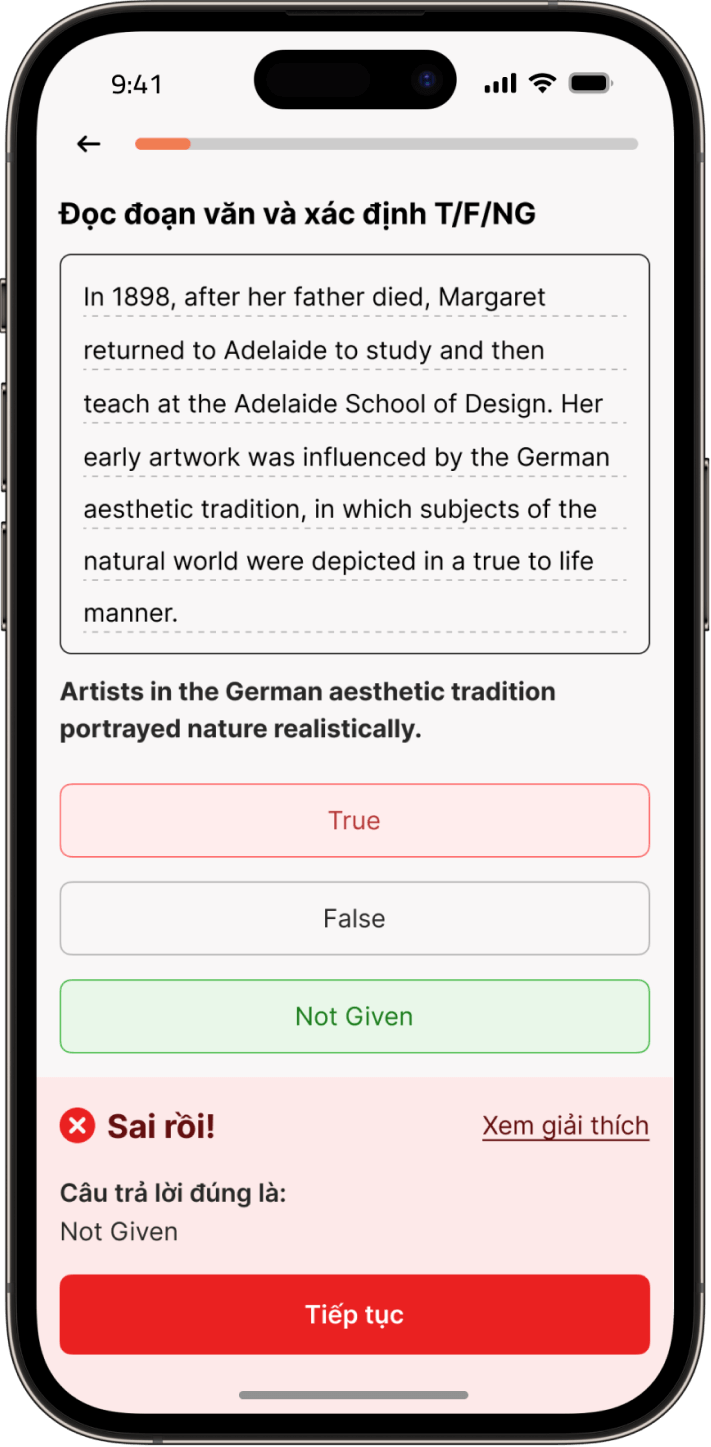 9:41
Đọc đoạn văn và xác định T/F/NG
In 1898, after her father died, Margaret
returned to Adelaide to study and then
teach at the Adelaide School of Design. Her
early artwork was influenced by the German
aesthetic tradition, in which subjects of the
natural world were depicted in a true to life
manner.
Artists in the German aesthetic tradition
portrayed nature realistically.
True
False
Not Given
Sai rồi!
Xem giải thích
Câu trả lời đúng là:
Not Given
Tiếp tục